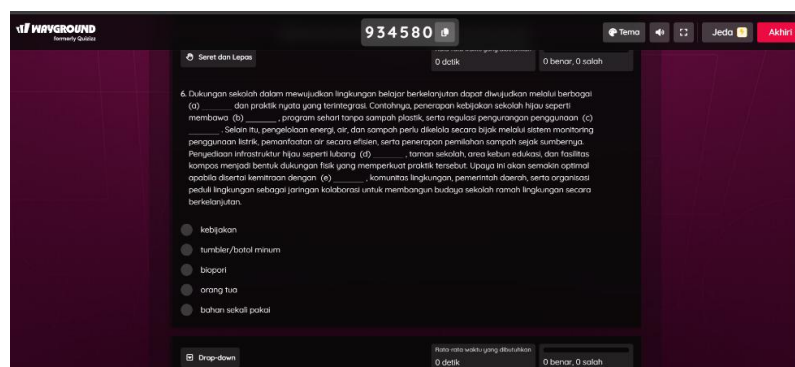 WAYGROUND
formerly Quizizz
934580
Tema
Jeda
Akhiri
Seret dan Lepas
0 detik
0 benar, 0 salah
6. Dukungan sekolah dalam mewujudkan lingkungan belajar berkelanjutan dapat diwujudkan melalui berbagai
(a) _______ dan praktik nyata yang terintegrasi. Contohnya, penerapan kebijakan sekolah hijau seperti
membawa (b) _______ , program sehari tanpa sampah plastik, serta regulasi pengurangan penggunaan (c)
_______ . Selain itu, pengelolaan energi, air, dan sampah perlu dikelola secara bijak melalui sistem monitoring
penggunaan listrik, pemanfaatan air secara efisien, serta penerapan pemilahan sampah sejak sumbernya.
Penyediaan infrastruktur hijau seperti lubang (d) _______ , taman sekolah, area kebun edukasi, dan fasilitas
kompos menjadi bentuk dukungan fisik yang memperkuat praktik tersebut. Upaya ini akan semakin optimal
apabila disertai kemitraan dengan (e) _______ , komunitas lingkungan, pemerintah daerah, serta organisasi
peduli lingkungan sebagai jaringan kolaborasi untuk membangun budaya sekolah ramah lingkungan secara
berkelanjutan.
kebijakan
tumbler/botol minum
biopori
orang tua
bahan sekali pakai
Drop-down
Rata-rata waktu yang dibutuhkan
0 detik
0 benar, 0 salah